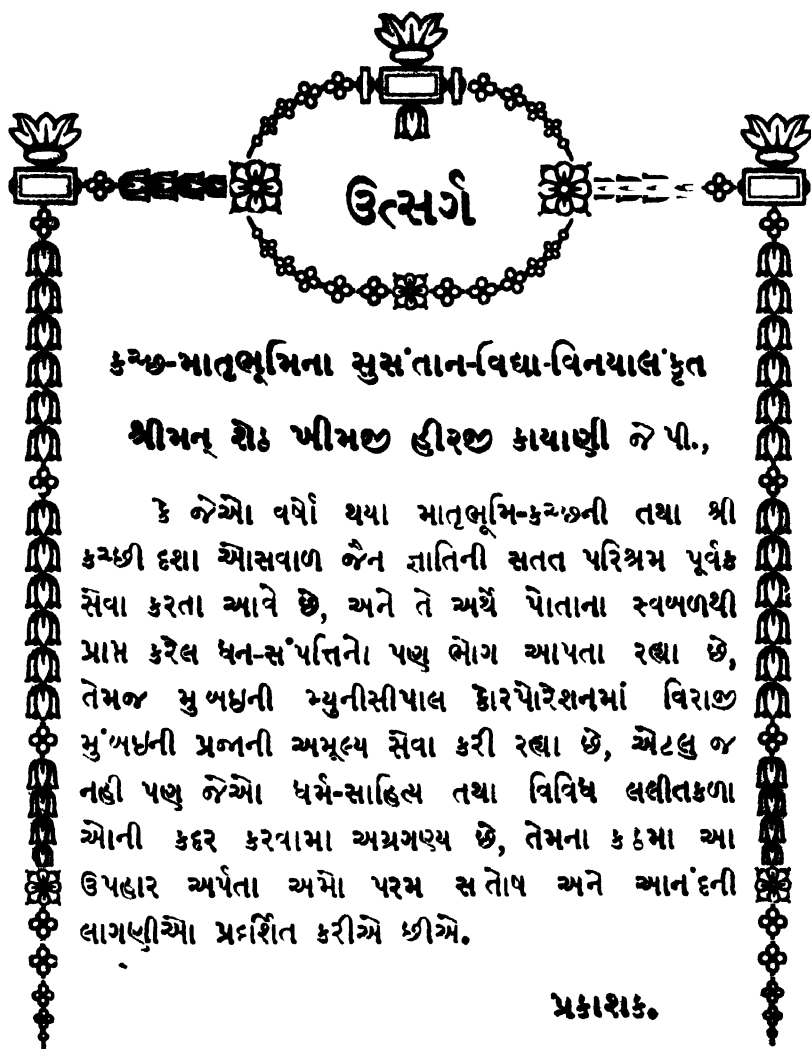 ઉત્સર્ગ
કચ્છ-માતૃભૂમિના સુસંતાન-વિદ્યા-વિનયાલંકૃત
શ્રીમન્ શેઠ ખીમજી હીરજી કાયાણી જે પી.,
કે જેઓ વર્ષો થયા માતૃભૂમિ-કચ્છની તથા શ્રી
કચ્છી દશા ઓસવાળ જૈન જ્ઞાતિની સતત પરિશ્રમ પૂર્વક
સેવા કરતા આવે છે, અને તે અર્થે પોતાના સ્વબળથી
પ્રાપ્ત કરેલ ધન-સંપત્તિનો પણ ભોગ આપતા રહ્યા છે,
તેમજ મુબઇની મ્યુનીસીપાલ કોરપોરેશનમાં વિરાજી
મુંબઇની પ્રજાની અમૂલ્ય સેવા કરી રહ્યા છે, એટલુ જ
નહી પણ જેઓ ધર્મ-સાહિત્ય તથા વિવિધ લલીતકળા
ઓની કદર કરવામા અગ્રગણ્ય છે, તેમના કઠમા આ
ઉપહાર અર્પતા અમો પરમ સતોષ અને આનંદની
લાગણીઓ પ્રદર્શિત કરીએ છીએ.
પ્રકાશક.